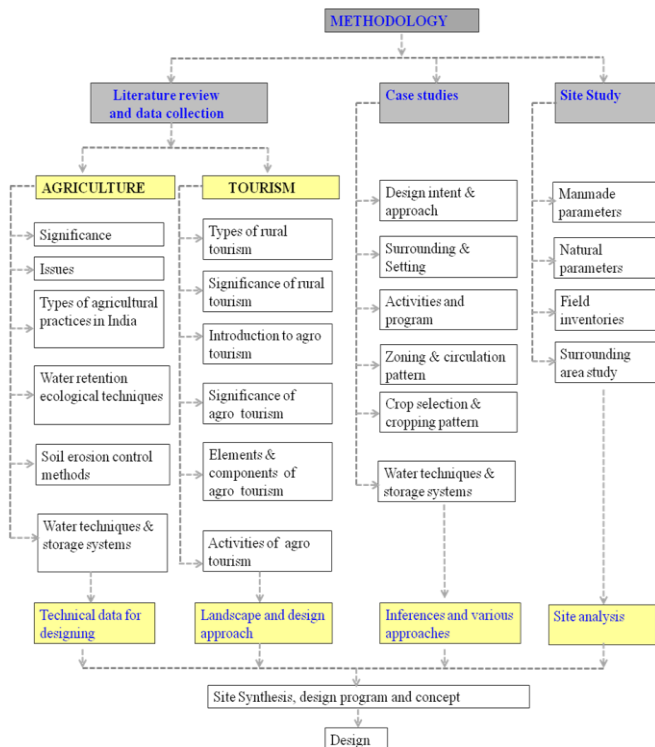 METHODOLOGY
Literature review
and data collection
Case studies
Site Study
AGRICULTURE
Significance
Issues
Types of agricultural
practices in India
Water retention
ecological techniques
Soil erosion control
methods
Water techniques &
storage systems
Technical data for
designing
TOURISM
Types of rural
tourism
Significance of rural
tourism
Introduction to agro
tourism
Significance of
agro tourism
Elements &
components of
agro tourism
Activities of agro
tourism
Landscape and design
approach
Design intent &
approach
Surrounding &
Setting
Activities and
program
Zoning & circulation
pattern
Crop selection &
cropping pattern
Water techniques &
storage systems
Inferences and various
approaches
Manmade
parameters
Natural
parameters
Field
inventories
Surrounding
area study
Site analysis
Site Synthesis, design program and concept
Design